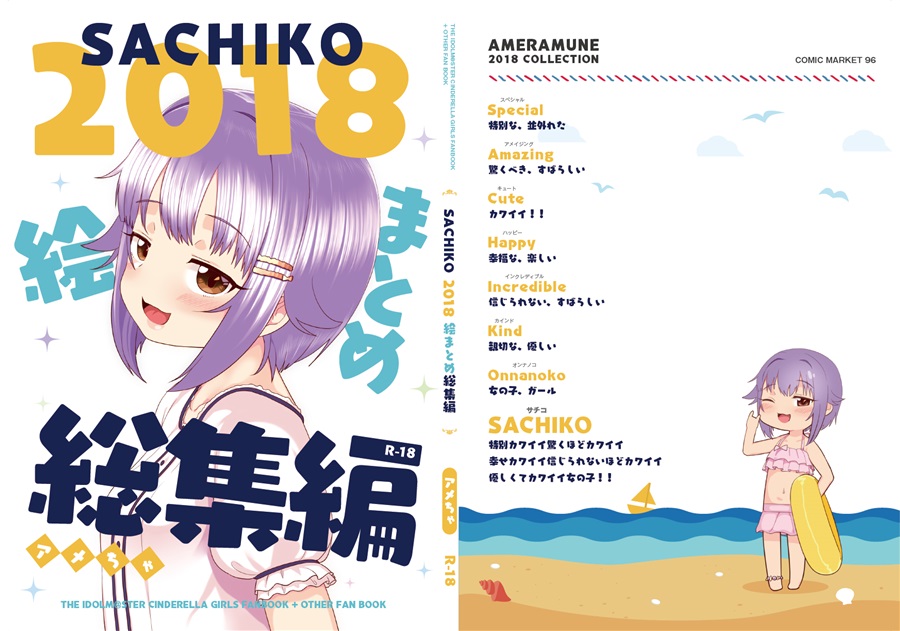 SACHIKO
2018
絵まとめ
総集編
R-18
アメちゃ
THE IDOLM@STER CINDERELLA GIRLS FANBOOK + OTHER FAN BOOK
THE IDOLM@STER CINDERELLA GIRLS FANBOOK
+ OTHER FAN BOOK
SACHIKO 2018 絵まとめ総集編
アメちゃ
R-18
AMERAMUNE
2018 COLLECTION
COMIC MARKET 96
スペシャル
Special
特別な、並外れた
アメイジング
Amazing
驚くべき、すばらしい
キュート
Cute
カワイイ！！
ハッピー
Happy
幸福な、楽しい
インクレディブル
Incredible
信じられない、すばらしい
カインド
Kind
親切な、優しい
オンナノコ
Onnanoko
女の子、ガール
サチコ
SACHIKO
特別カワイイ驚くほどカワイイ
幸せカワイイ信じられないほどカワイイ
優しくてカワイイ女の子！！